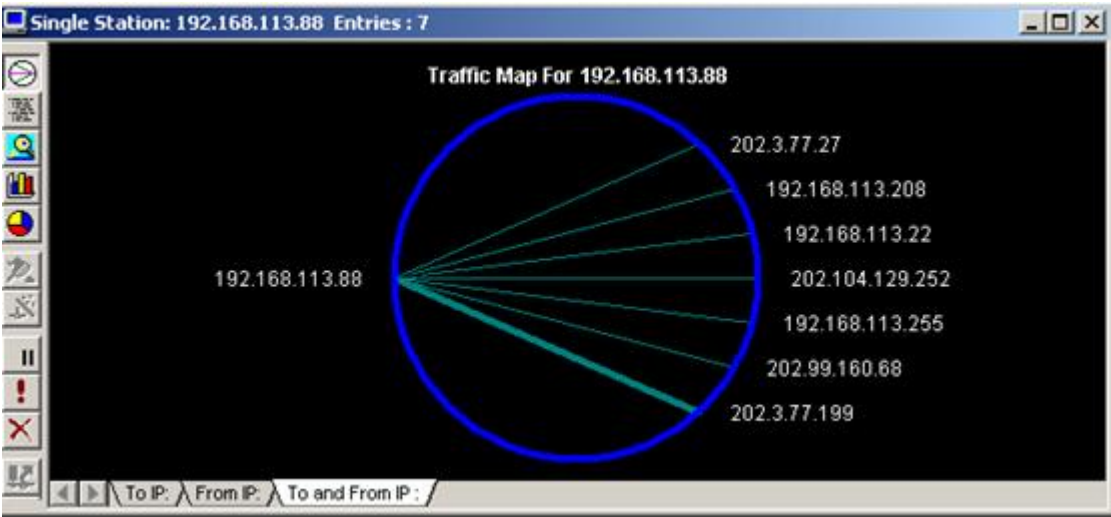 Single Station: 192.168.113.88 Entries : 7
Traffic Map For 192.168.113.88
202.3.77.27
192.168.113.208
192.168.113.22
192.168.113.88
202.104.129.252
192.168.113.255
202.99.160.68
202.3.77.199
To IP: From IP: To and From IP :